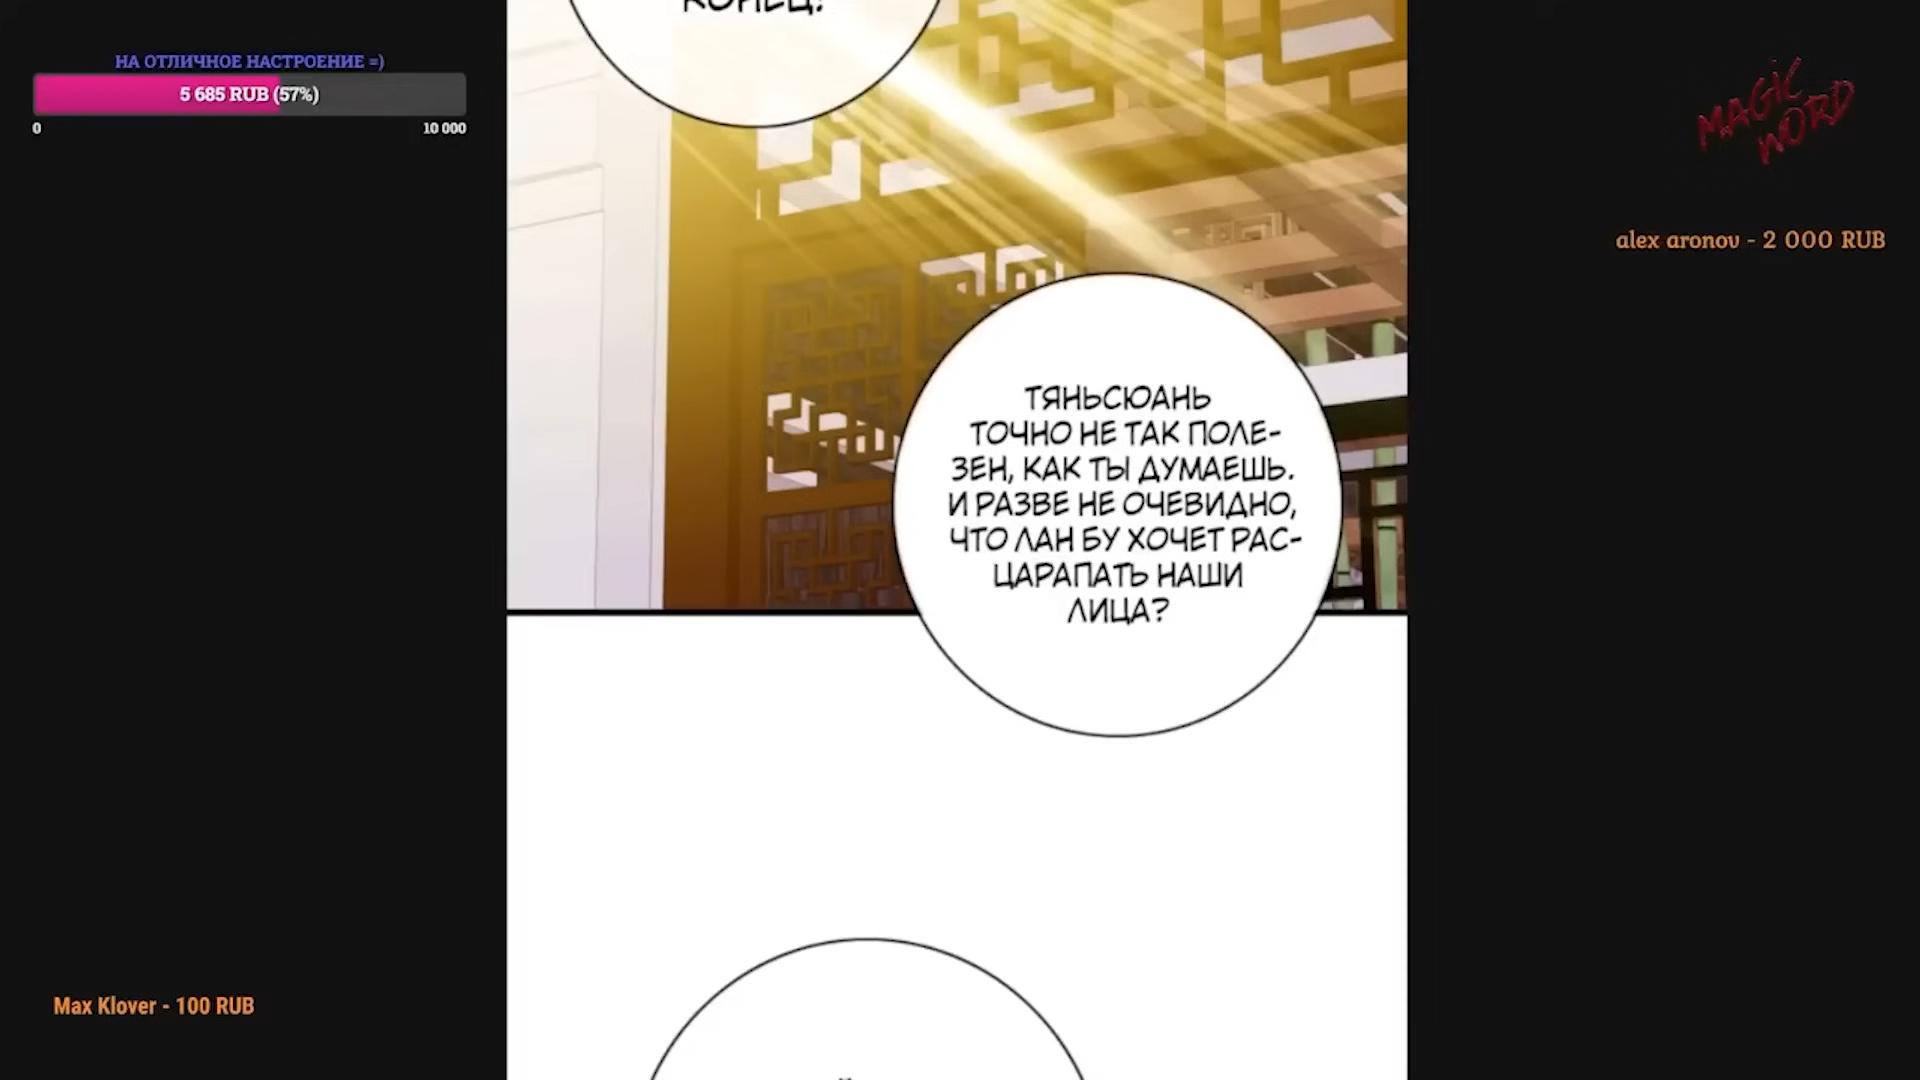 КОНЕЦ!
НА ОТЛИЧНОЕ НАСТРОЕНИЕ =)
5 685 RUB (57%)
0
10 000
MAGIC
WORD
alex aronov - 2 000 RUB
ТЯНЬСЮАНЬ
ТОЧНО НЕ ТАК ПОЛЕ-
ЗЕН, КАК ТЫ ДУМАЕШЬ.
И РАЗВЕ НЕ ОЧЕВИДНО,
ЧТО ЛАН БУ ХОЧЕТ РАС-
ЦАРАПАТЬ НАШИ
ЛИЦА?
Max Klover - 100 RUB